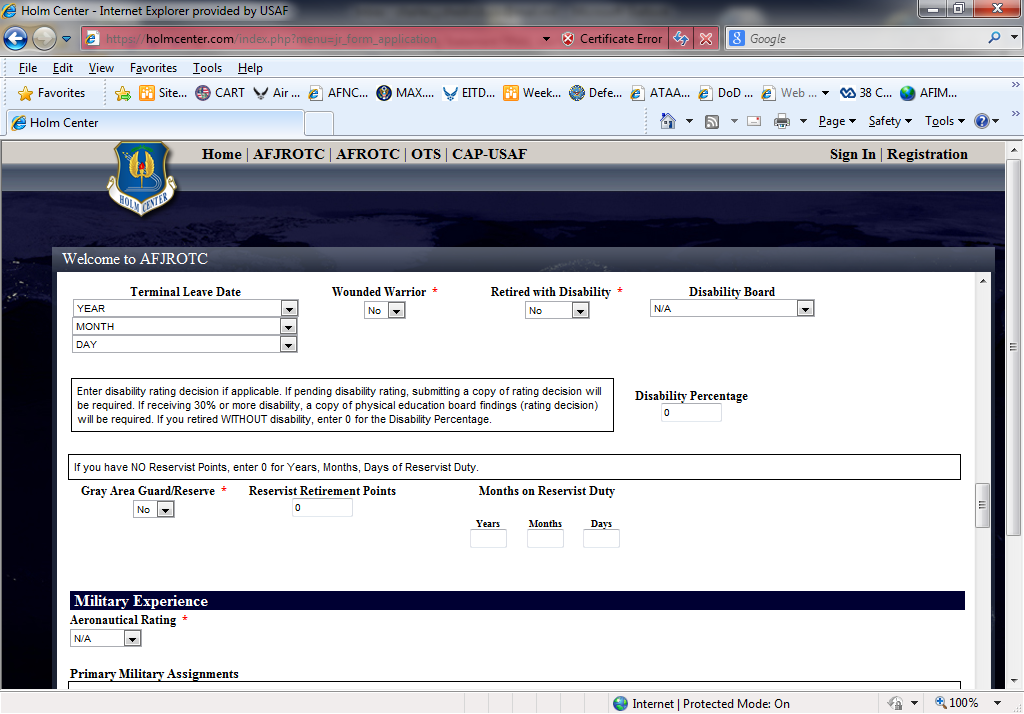 Holm Center - Internet Explorer provided by USAF
https://holmcenter.com/index.php?menu=jr_form_application
Certificate Error
Google
File Edit View Favorites Tools Help
Favorites
Site... CART Air ... AFNC... MAX.... EITD... Week... Defe... ATAA... DoD ... Web ... 38 C... AFIM...
Holm Center
Page Safety Tools
Home | AFJROTC | AFROTC | OTS | CAP-USAF
Sign In | Registration
HOLM CENTER
Welcome to AFJROTC
Terminal Leave Date Wounded Warrior * Retired with Disability * Disability Board
YEAR No No N/A
MONTH
DAY
Enter disability rating decision if applicable. If pending disability rating, submitting a copy of rating decision will
be required. If receiving 30% or more disability, a copy of physical education board findings (rating decision)
will be required. If you retired WITHOUT disability, enter 0 for the Disability Percentage.
Disability Percentage
0
If you have NO Reservist Points, enter 0 for Years, Months, Days of Reservist Duty.
Gray Area Guard/Reserve * Reservist Retirement Points Months on Reservist Duty
No 0
Years Months Days
Military Experience
Aeronautical Rating *
N/A
Primary Military Assignments
Internet | Protected Mode: On
100%